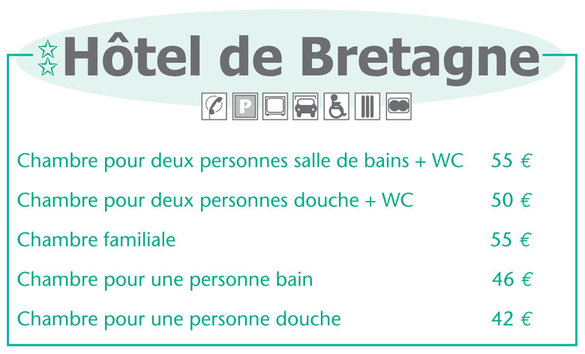 Hôtel de Bretagne
P
Chambre pour deux personnes salle de bains + WC 55 €
Chambre pour deux personnes douche + WC 50 €
Chambre familiale 55 €
Chambre pour une personne bain 46 €
Chambre pour une personne douche 42 €